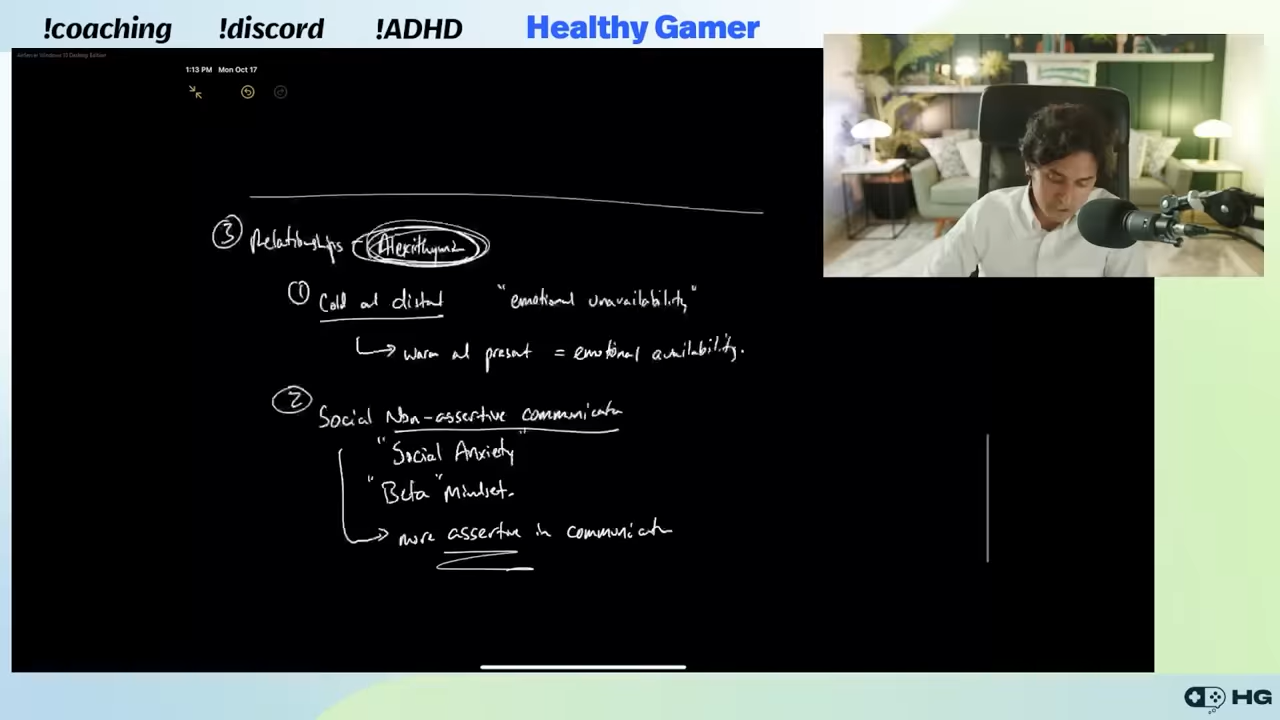 !coaching !discord !ADHD Healthy Gamer
1:13 PM Mon Oct 17
③ Relationships - Alexithymia
① Cold and distant "emotional unavailability"
warm and present = emotional availability.
② Social Non-assertive communication
"Social Anxiety"
"Beta" Mindset.
more assertive in communication
HG